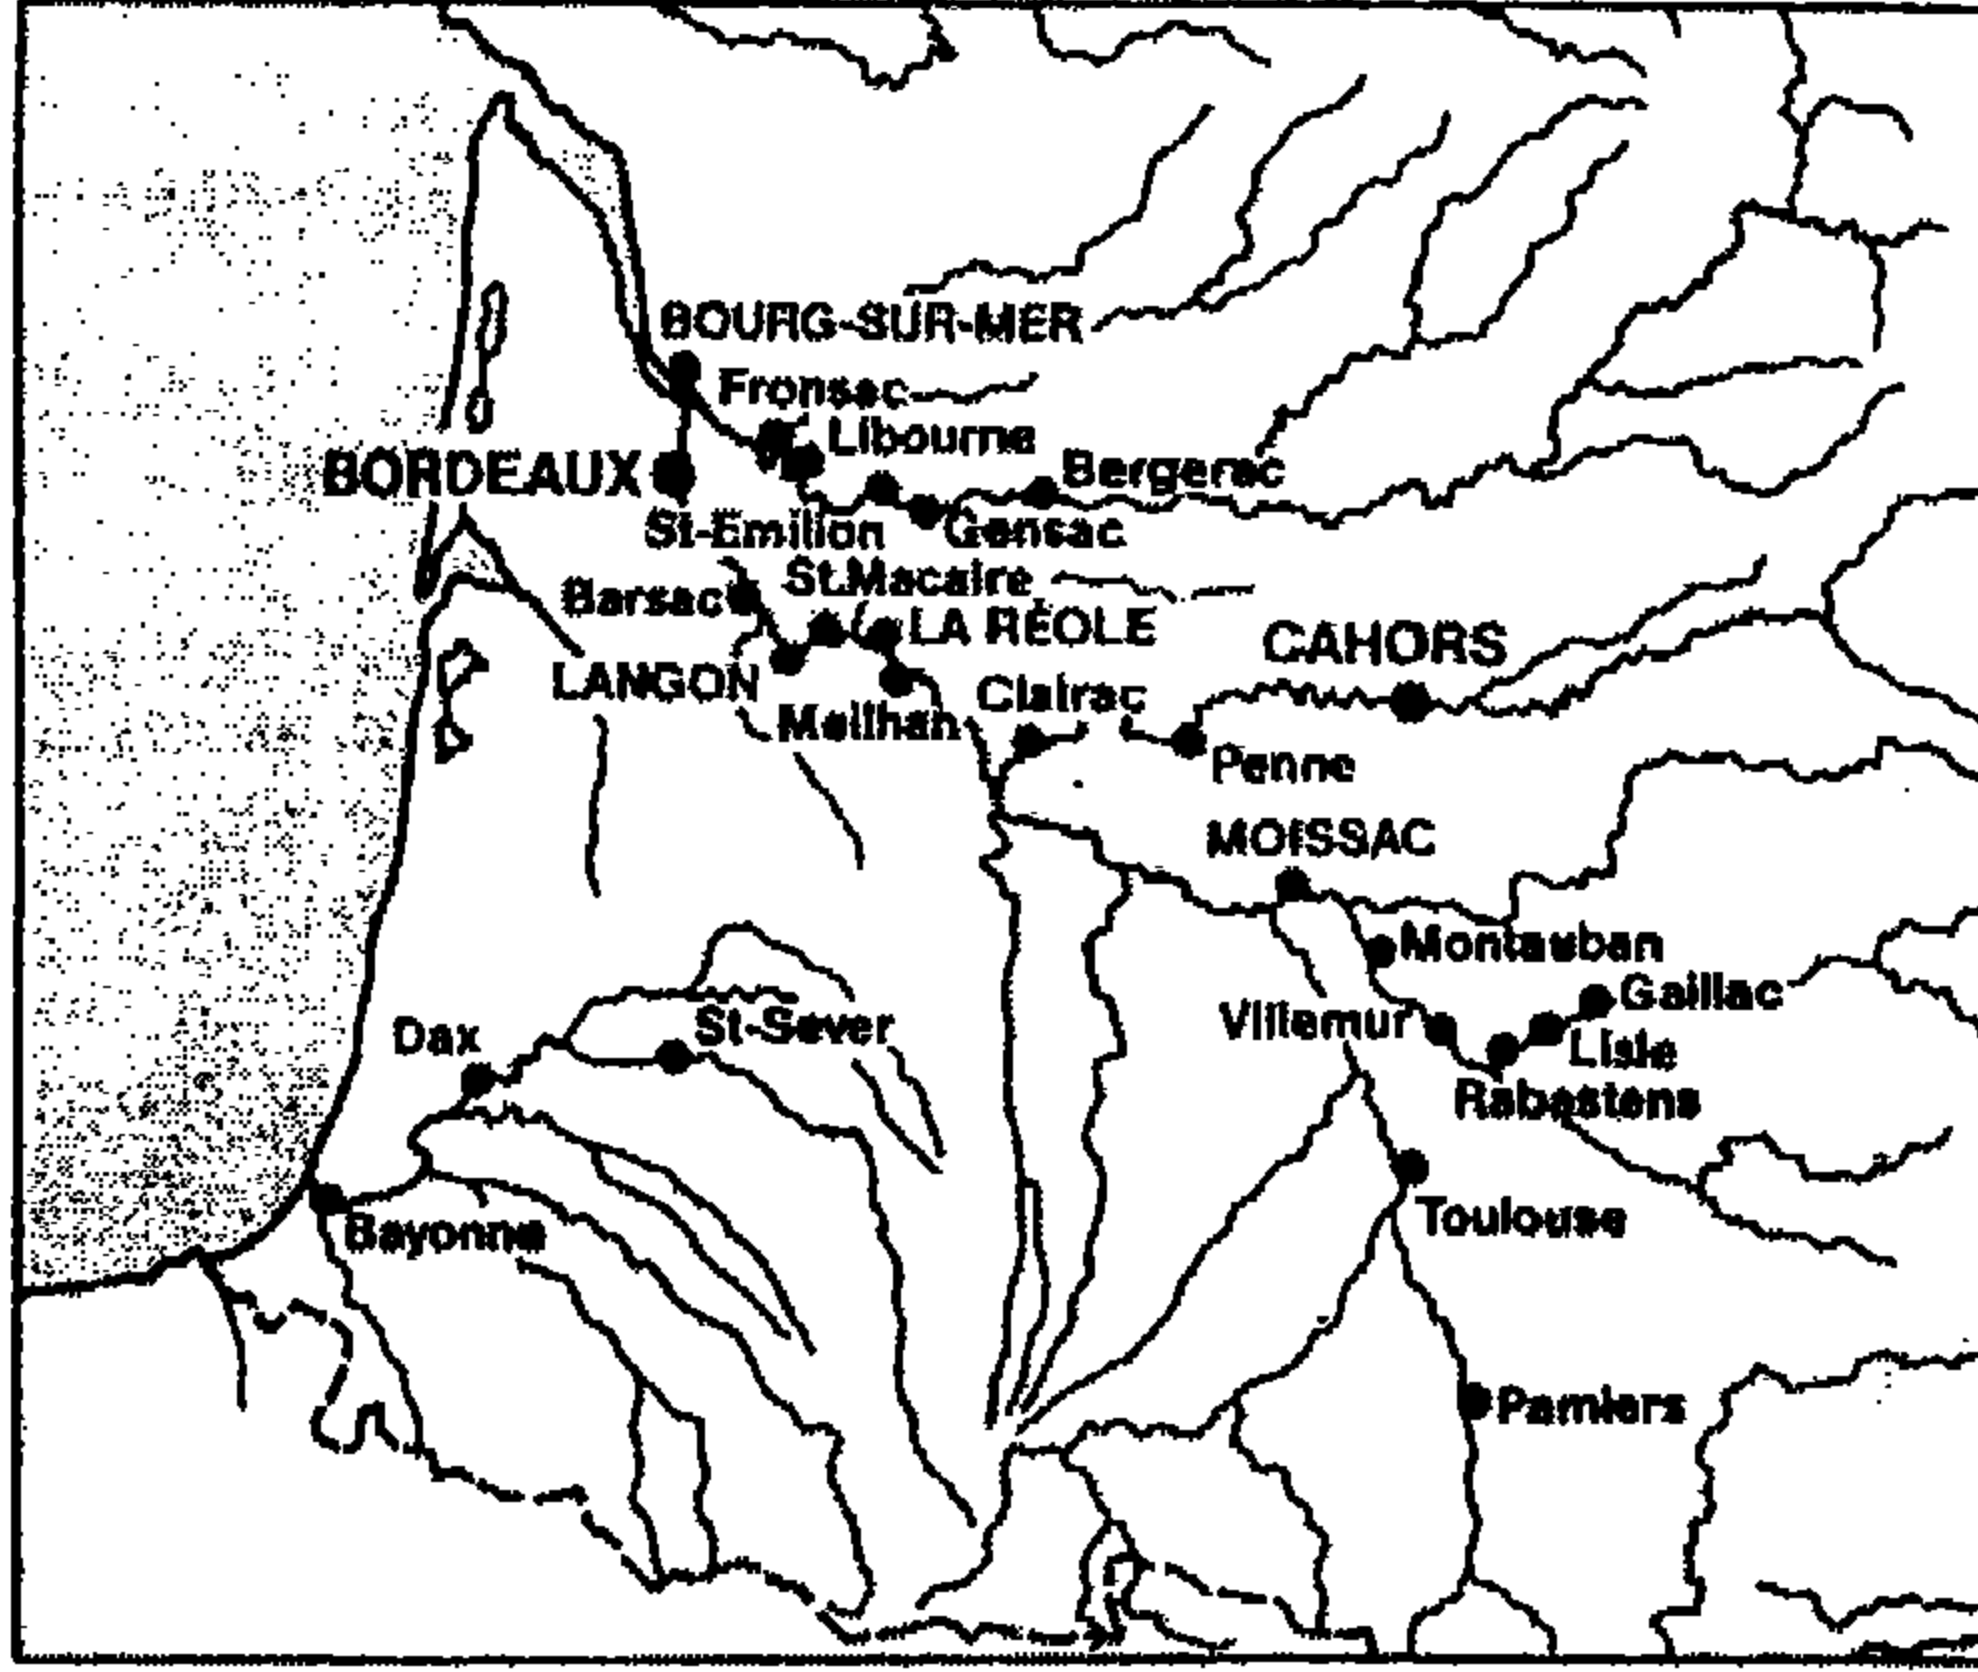 BOURG-SUR-MER
Fronsac
Libourne
BORDEAUX
Bergerac
St-Emilion
Gensac
St.Macaire
Barsac
LA RÉOLE
CAHORS
LANGON
Clairac
Meilhan
Penne
MOISSAC
Montauban
Gaillac
Villemur
St-Sever
Dax
Lisle
Rabastens
Toulouse
Bayonne
Pamiers